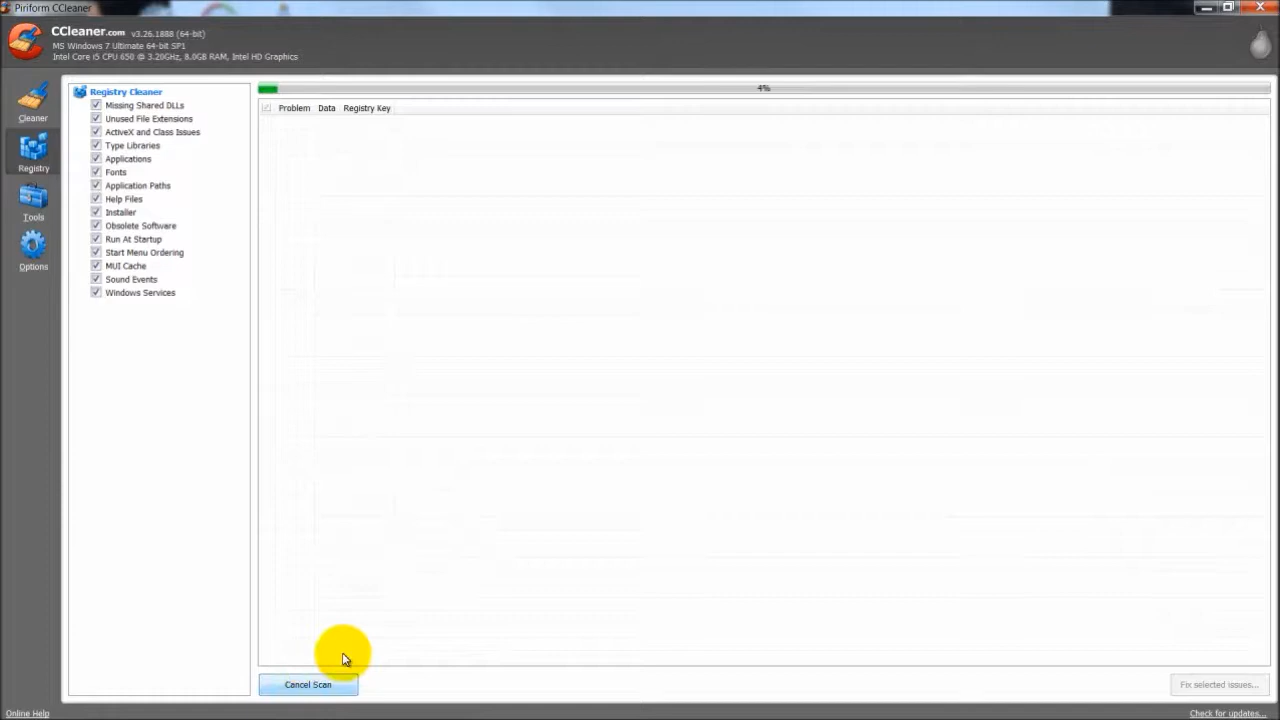 Piriform CCleaner
CCleaner.com v3.26.1888 (64-bit)
MS Windows 7 Ultimate 64-bit SP1
Intel Core i5 CPU 650 @ 3.20GHz, 8.0GB RAM, Intel HD Graphics
Cleaner
Registry
Tools
Options
Registry Cleaner
Missing Shared DLLs
Unused File Extensions
ActiveX and Class Issues
Type Libraries
Applications
Fonts
Application Paths
Help Files
Installer
Obsolete Software
Run At Startup
Start Menu Ordering
MUI Cache
Sound Events
Windows Services
4%
Problem Data Registry Key
Cancel Scan
Fix selected issues...
Online Help
Check for updates...